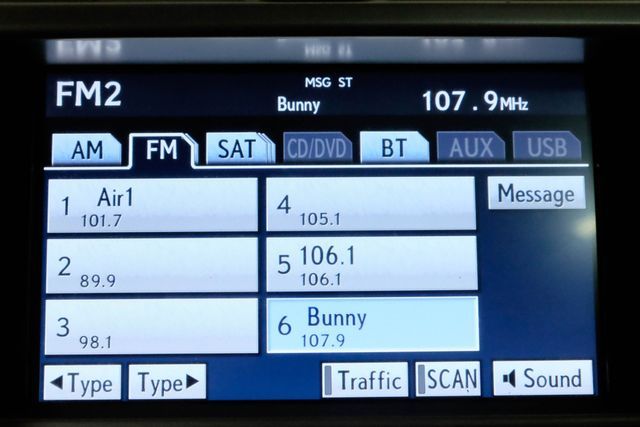 FM2
MSG ST
Bunny
107.9MHz
AM FM SAT CD/DVD BT AUX USB
1 Air1
101.7
4
105.1
Message
2
89.9
5 106.1
106.1
3
98.1
6 Bunny
107.9
Type Type Traffic SCAN Sound